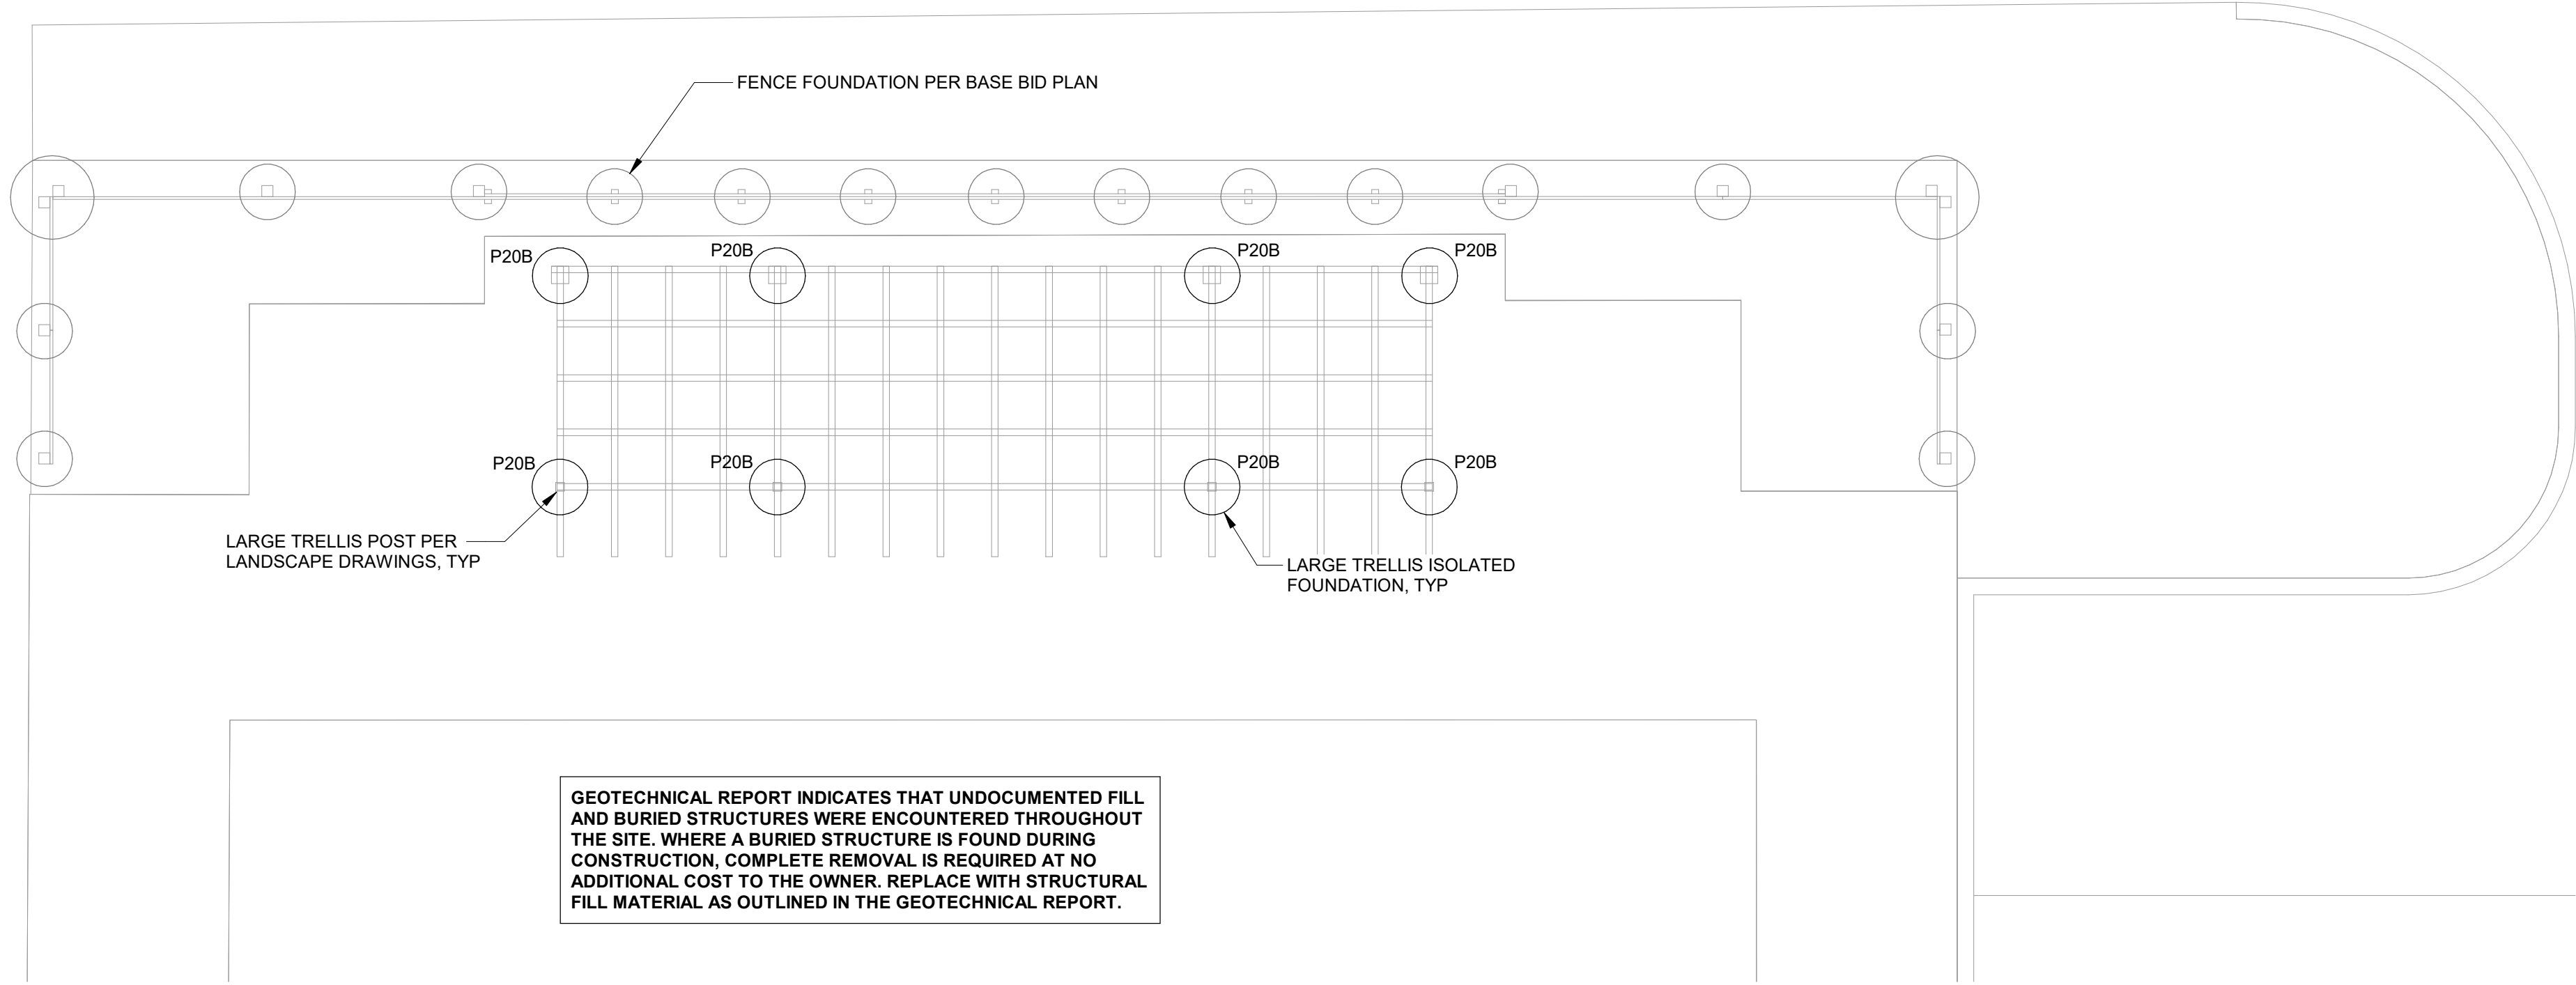 FENCE FOUNDATION PER BASE BID PLAN
P20B
P20B
P20B
P20B
P20B
P20B
P20B
P20B
LARGE TRELLIS POST PER
LANDSCAPE DRAWINGS, TYP
LARGE TRELLIS ISOLATED
FOUNDATION, TYP
GEOTECHNICAL REPORT INDICATES THAT UNDOCUMENTED FILL
AND BURIED STRUCTURES WERE ENCOUNTERED THROUGHOUT
THE SITE. WHERE A BURIED STRUCTURE IS FOUND DURING
CONSTRUCTION, COMPLETE REMOVAL IS REQUIRED AT NO
ADDITIONAL COST TO THE OWNER. REPLACE WITH STRUCTURAL
FILL MATERIAL AS OUTLINED IN THE GEOTECHNICAL REPORT.